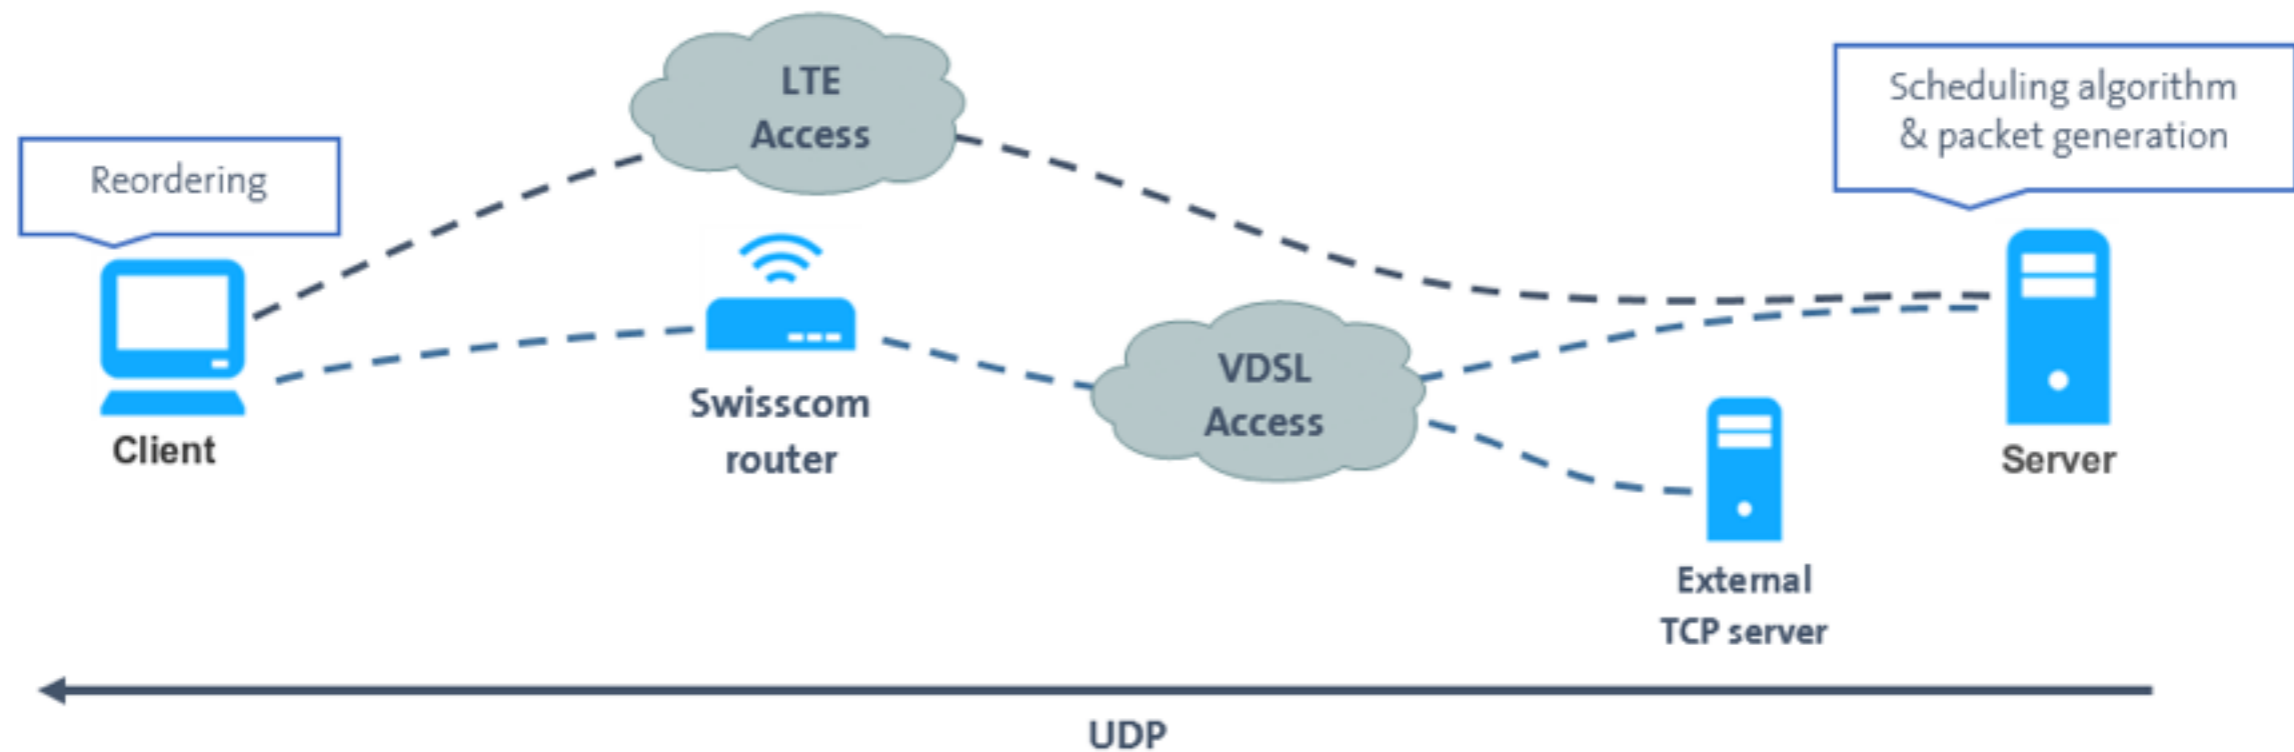 LTE
Access
Scheduling algorithm
& packet generation
Reordering
VDSL
Access
Swisscom
router
Client
Server
External
TCP server
UDP